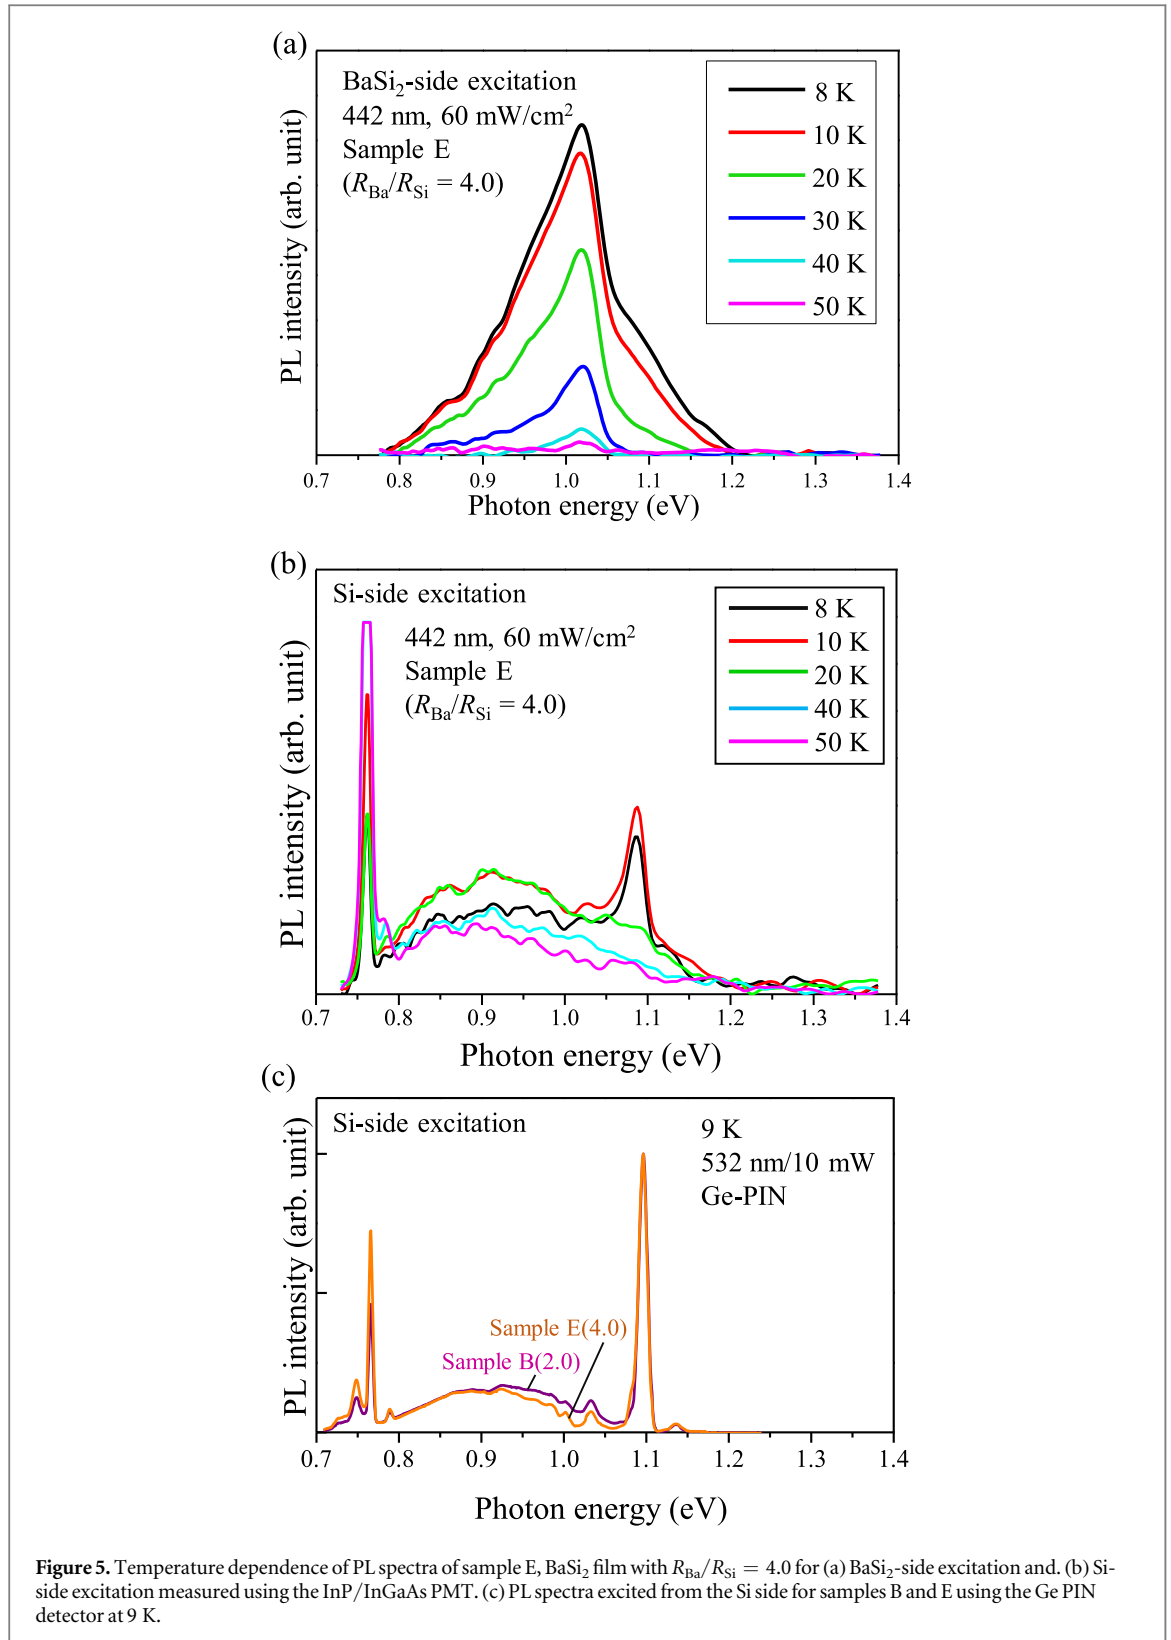 (a)
BaSi2-side excitation
442 nm, 60 mW/cm2
Sample E
(RBa/RSi = 4.0)
8 K
10 K
20 K
30 K
40 K
50 K
PL intensity (arb. unit)
0.7 0.8 0.9 1.0 1.1 1.2 1.3 1.4
Photon energy (eV)
(b)
Si-side excitation
442 nm, 60 mW/cm2
Sample E
(RBa/RSi = 4.0)
8 K
10 K
20 K
40 K
50 K
PL intensity (arb. unit)
0.7 0.8 0.9 1.0 1.1 1.2 1.3 1.4
Photon energy (eV)
(c)
Si-side excitation
9 K
532 nm/10 mW
Ge-PIN
Sample E(4.0)
Sample B(2.0)
PL intensity (arb. unit)
0.7 0.8 0.9 1.0 1.1 1.2 1.3 1.4
Photon energy (eV)
Figure 5. Temperature dependence of PL spectra of sample E, BaSi2 film with RBa/RSi = 4.0 for (a) BaSi2-side excitation and. (b) Si-
side excitation measured using the InP/InGaAs PMT. (c) PL spectra excited from the Si side for samples B and E using the Ge PIN
detector at 9 K.